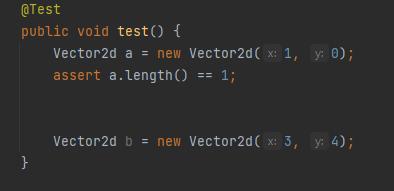 @Test
public void test() {
Vector2d a = new Vector2d( x: 1, y: 0);
assert a.length() == 1;
Vector2d b = new Vector2d( x: 3, y: 4);
}